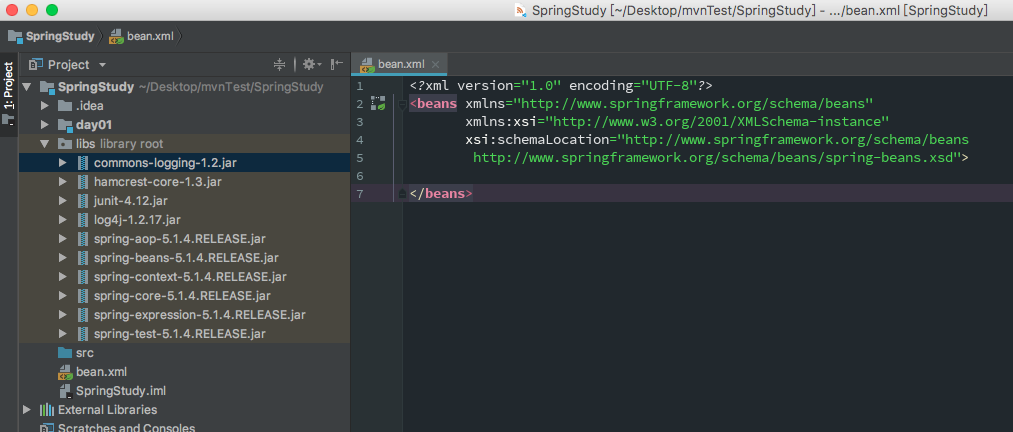 SpringStudy [~/Desktop/mvnTest/SpringStudy] - .../bean.xml [SpringStudy]
SpringStudy bean.xml
1: Project
Project
SpringStudy ~/Desktop/mvnTest/SpringStudy
.idea
day01
libs library root
commons-logging-1.2.jar
hamcrest-core-1.3.jar
junit-4.12.jar
log4j-1.2.17.jar
spring-aop-5.1.4.RELEASE.jar
spring-beans-5.1.4.RELEASE.jar
spring-context-5.1.4.RELEASE.jar
spring-core-5.1.4.RELEASE.jar
spring-expression-5.1.4.RELEASE.jar
spring-test-5.1.4.RELEASE.jar
src
bean.xml
SpringStudy.iml
External Libraries
Scratches and Consoles
bean.xml
1 <?xml version="1.0" encoding="UTF-8"?>
2 <beans xmlns="http://www.springframework.org/schema/beans"
3 xmlns:xsi="http://www.w3.org/2001/XMLSchema-instance"
4 xsi:schemaLocation="http://www.springframework.org/schema/beans
5 http://www.springframework.org/schema/beans/spring-beans.xsd">
6
7 </beans>